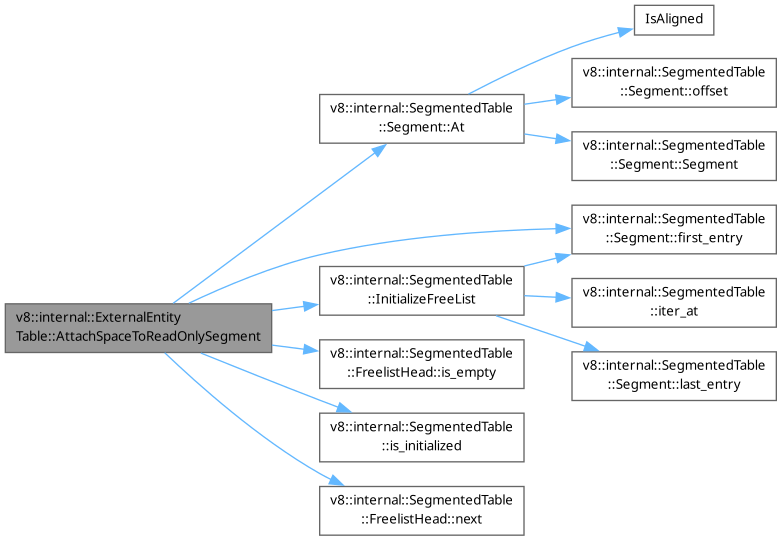 IsAligned
v8::internal::SegmentedTable
::Segment::offset
v8::internal::SegmentedTable
::Segment::At
v8::internal::SegmentedTable
::Segment::Segment
v8::internal::SegmentedTable
::Segment::first_entry
v8::internal::SegmentedTable
::InitializeFreeList
v8::internal::SegmentedTable
::iter_at
v8::internal::ExternalEntity
Table::AttachSpaceToReadOnlySegment
v8::internal::SegmentedTable
::FreelistHead::is_empty
v8::internal::SegmentedTable
::Segment::last_entry
v8::internal::SegmentedTable
::is_initialized
v8::internal::SegmentedTable
::FreelistHead::next